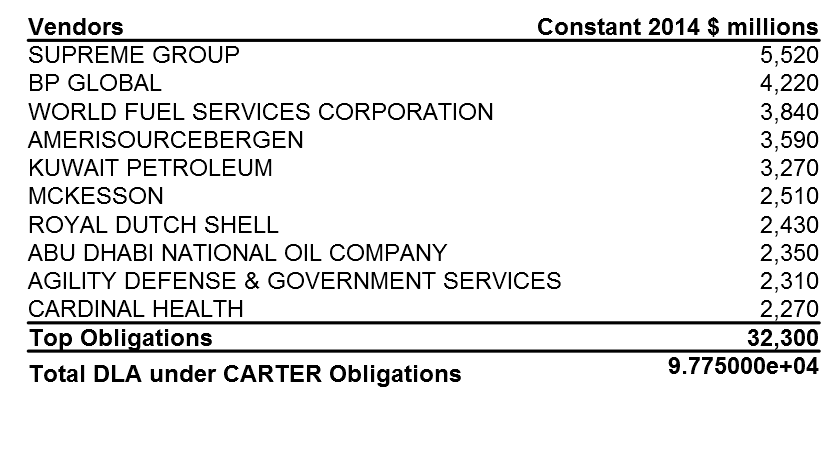 Vendors Constant 2014 $ millions
SUPREME GROUP 5,520
BP GLOBAL 4,220
WORLD FUEL SERVICES CORPORATION 3,840
AMERISOURCEBERGEN 3,590
KUWAIT PETROLEUM 3,270
MCKESSON 2,510
ROYAL DUTCH SHELL 2,430
ABU DHABI NATIONAL OIL COMPANY 2,350
AGILITY DEFENSE & GOVERNMENT SERVICES 2,310
CARDINAL HEALTH 2,270
Top Obligations 32,300
Total DLA under CARTER Obligations 9.775000e+04